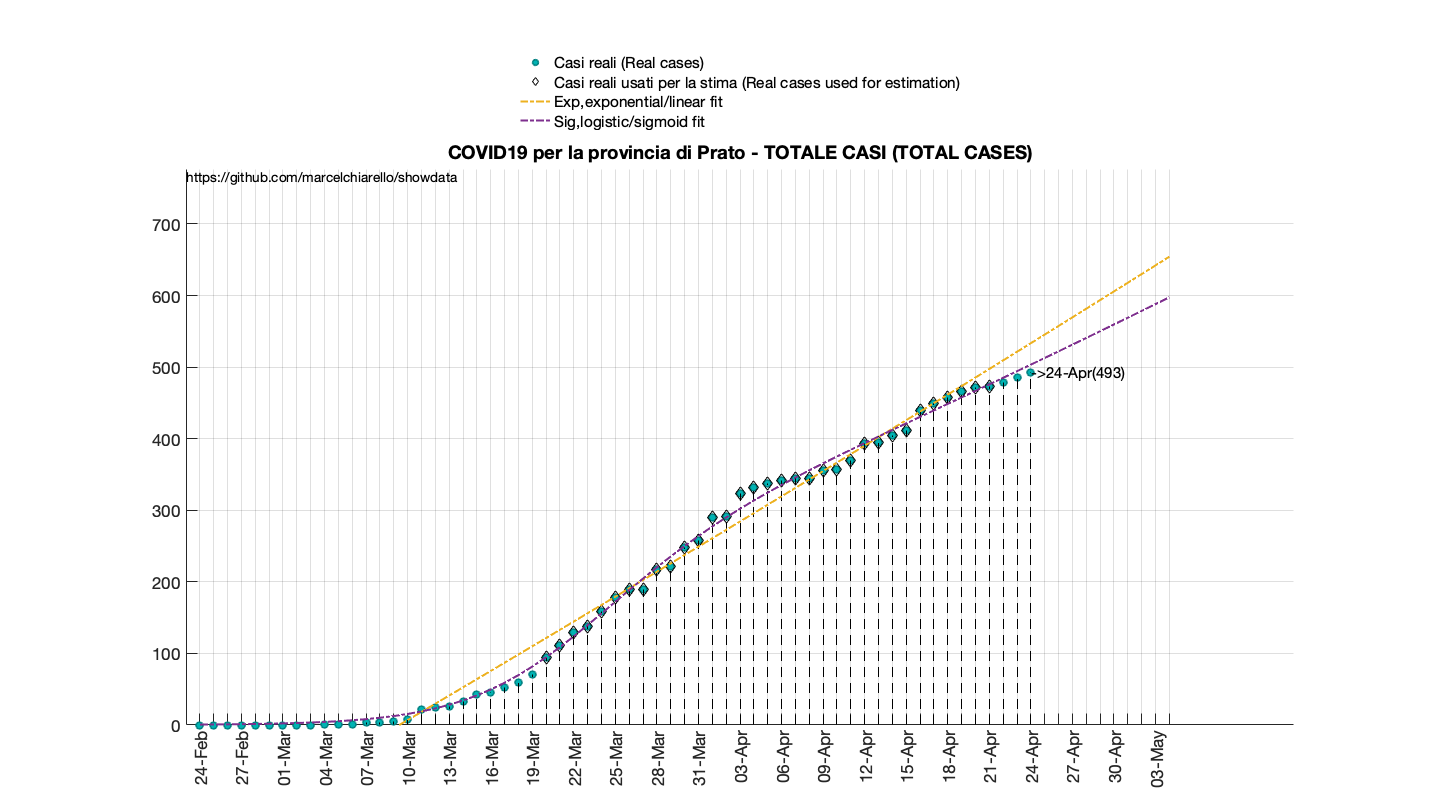 Casi reali (Real cases)
Casi reali usati per la stima (Real cases used for estimation)
Exp,exponential/linear fit
Sig,logistic/sigmoid fit
COVID19 per la provincia di Prato - TOTALE CASI (TOTAL CASES)
https://github.com/marcelchiarello/showdata
700
600
500
400
300
200
100
0
->24-Apr(493)
24-Feb
27-Feb
01-Mar
04-Mar
07-Mar
10-Mar
13-Mar
16-Mar
19-Mar
22-Mar
25-Mar
28-Mar
31-Mar
03-Apr
06-Apr
09-Apr
12-Apr
15-Apr
18-Apr
21-Apr
24-Apr
27-Apr
30-Apr
03-May